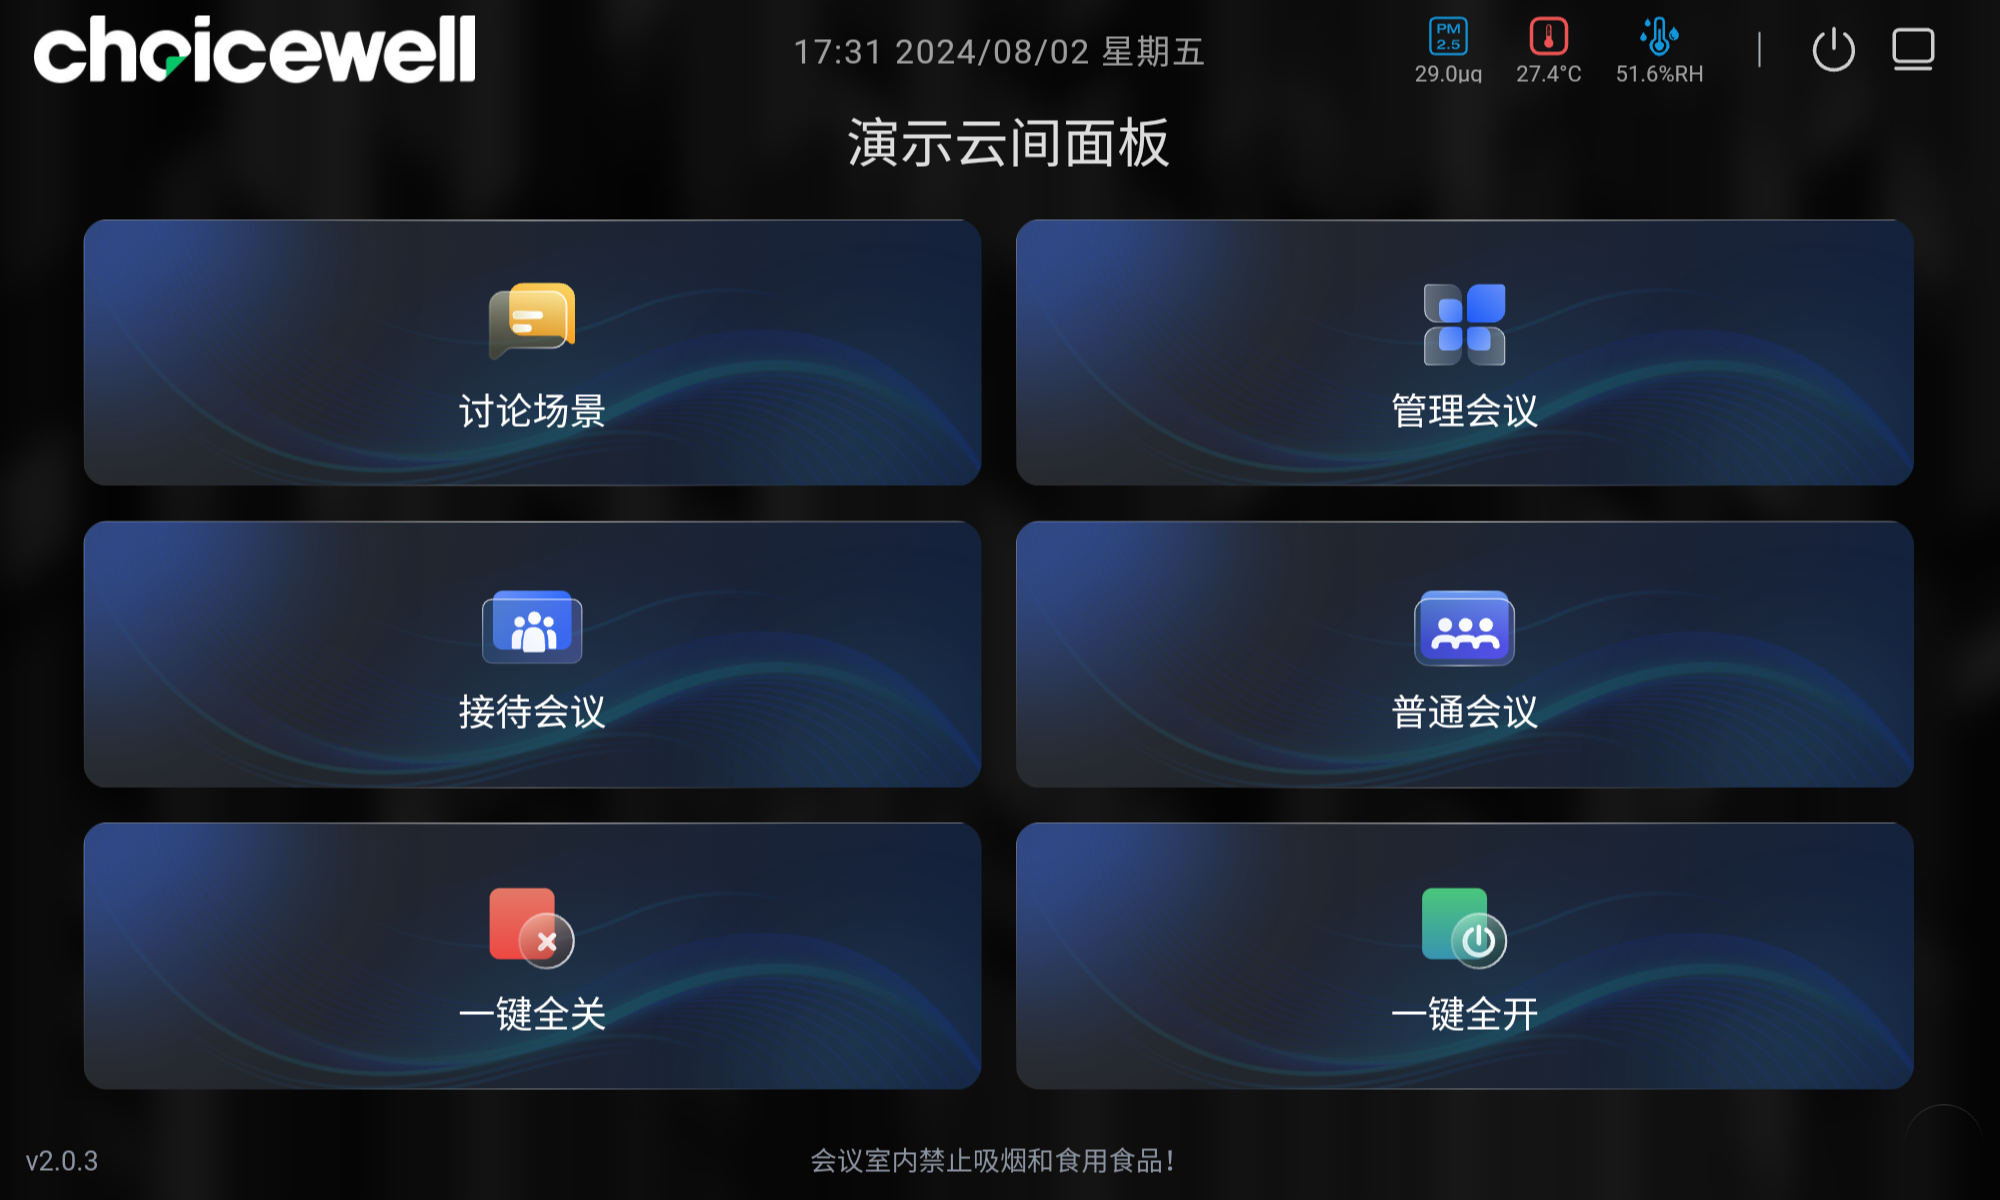 choicewell
17:31 2024/08/02 星期五
PM
2.5
29.0μg
27.4°C
51.6%RH
演示云间面板
讨论场景
管理会议
接待会议
普通会议
一键全关
一键全开
v2.0.3
会议室内禁止吸烟和食用食品！